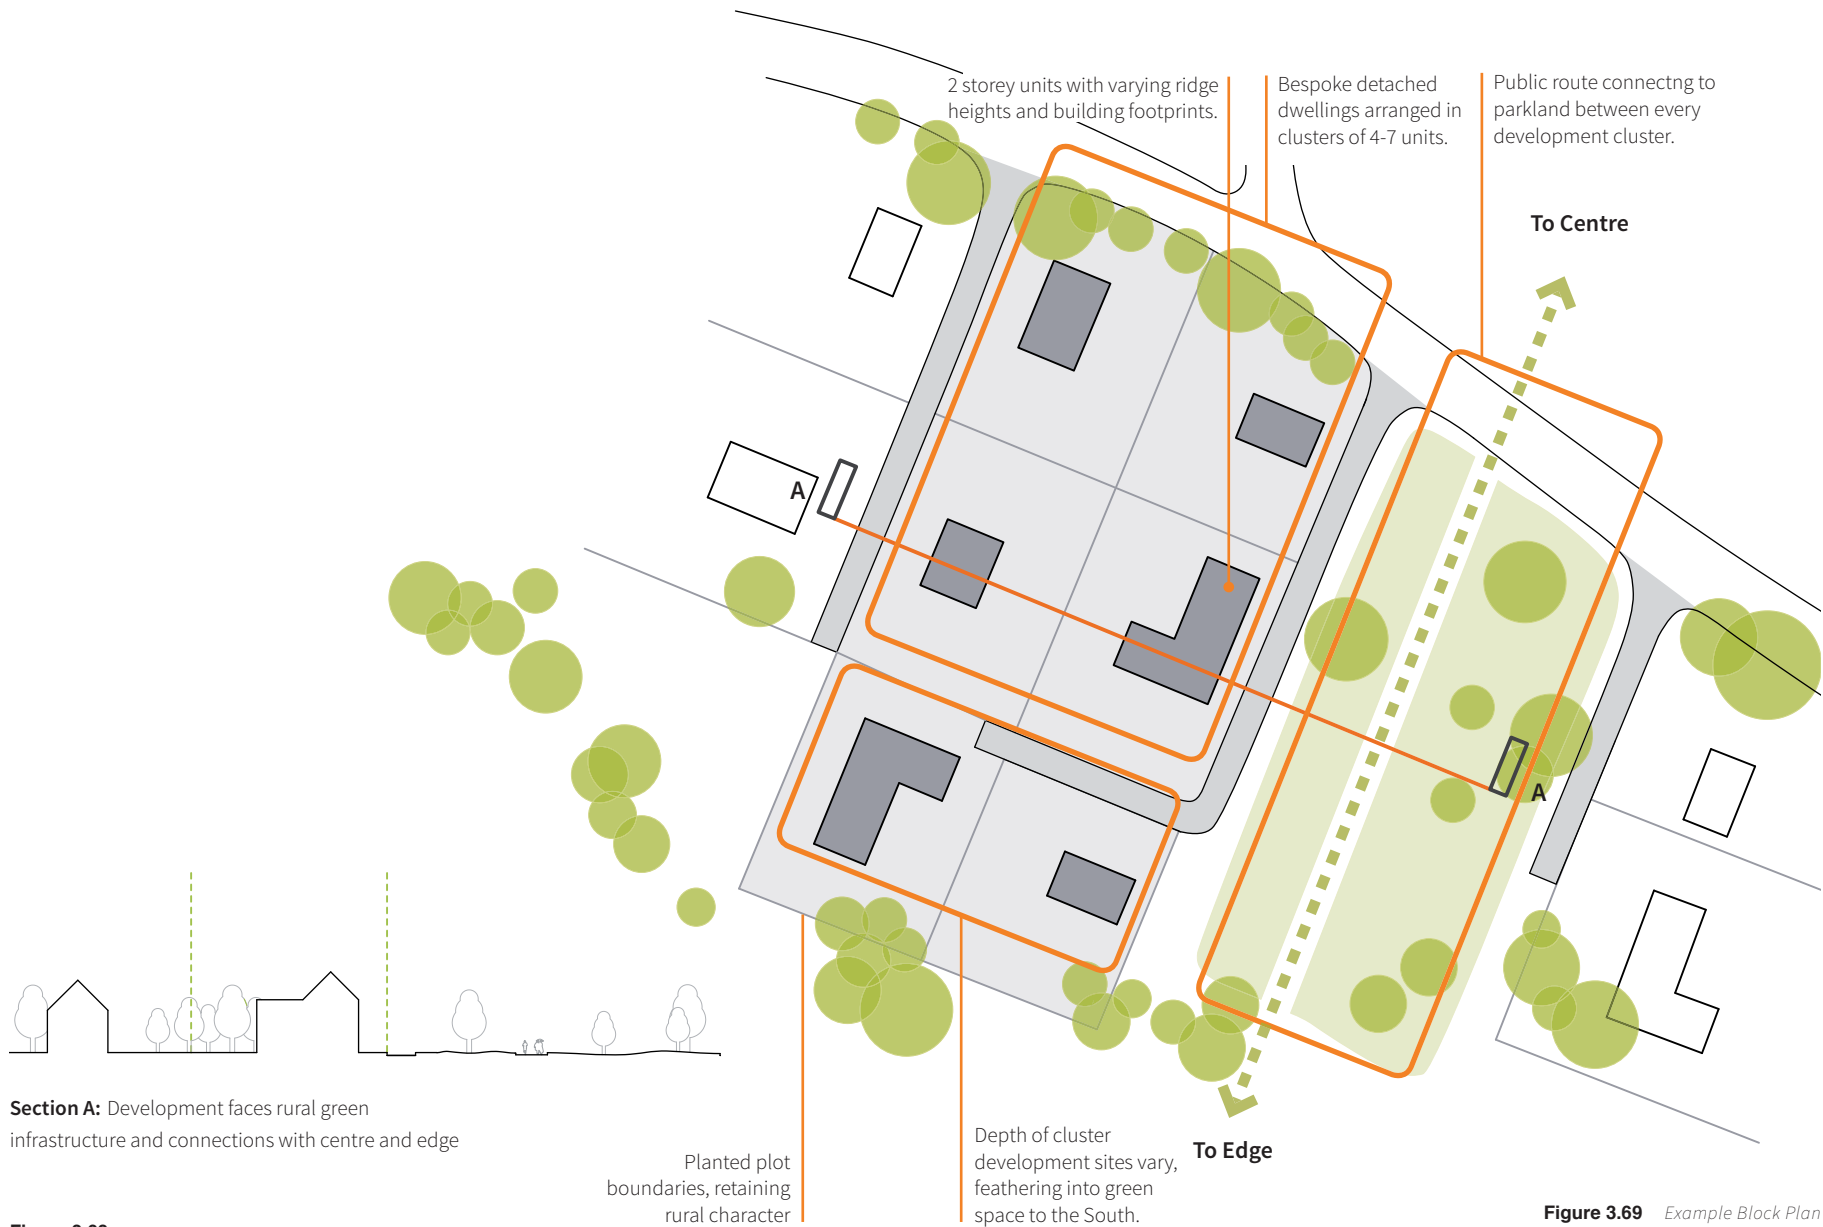 2 storey units with varying ridge
heights and building footprints.
Bespoke detached
dwellings arranged in
clusters of 4-7 units.
Public route connectng to
parkland between every
development cluster.
To Centre
A
A
Section A: Development faces rural green
infrastructure and connections with centre and edge
Planted plot
boundaries, retaining
rural character
Depth of cluster
development sites vary,
feathering into green
space to the South.
To Edge
Figure 3.69 Example Block Plan